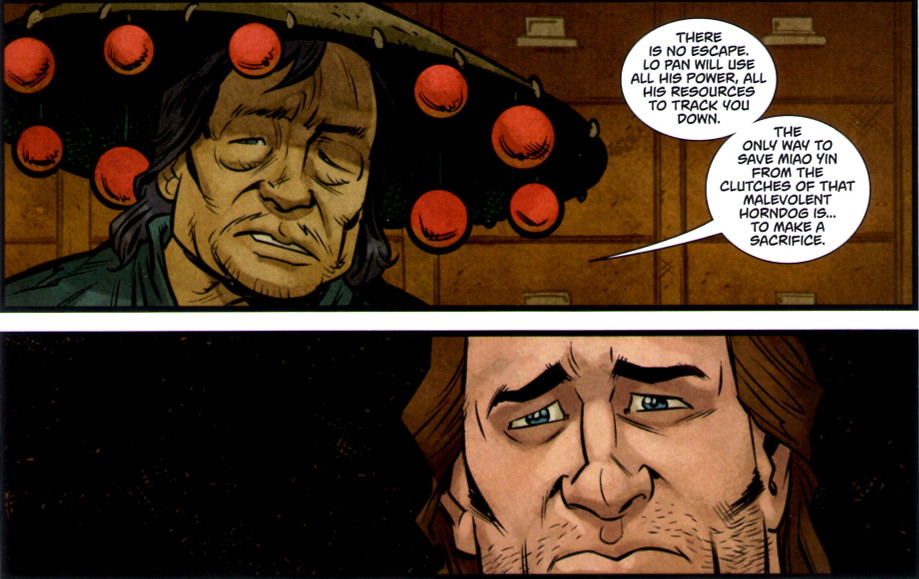 THERE
IS NO ESCAPE.
LO PAN WILL USE
ALL HIS POWER, ALL
HIS RESOURCES
TO TRACK YOU
DOWN.
THE
ONLY WAY TO
SAVE MIAO YIN
FROM THE
CLUTCHES OF THAT
MALEVOLENT
HORNDOG IS...
TO MAKE A
SACRIFICE.